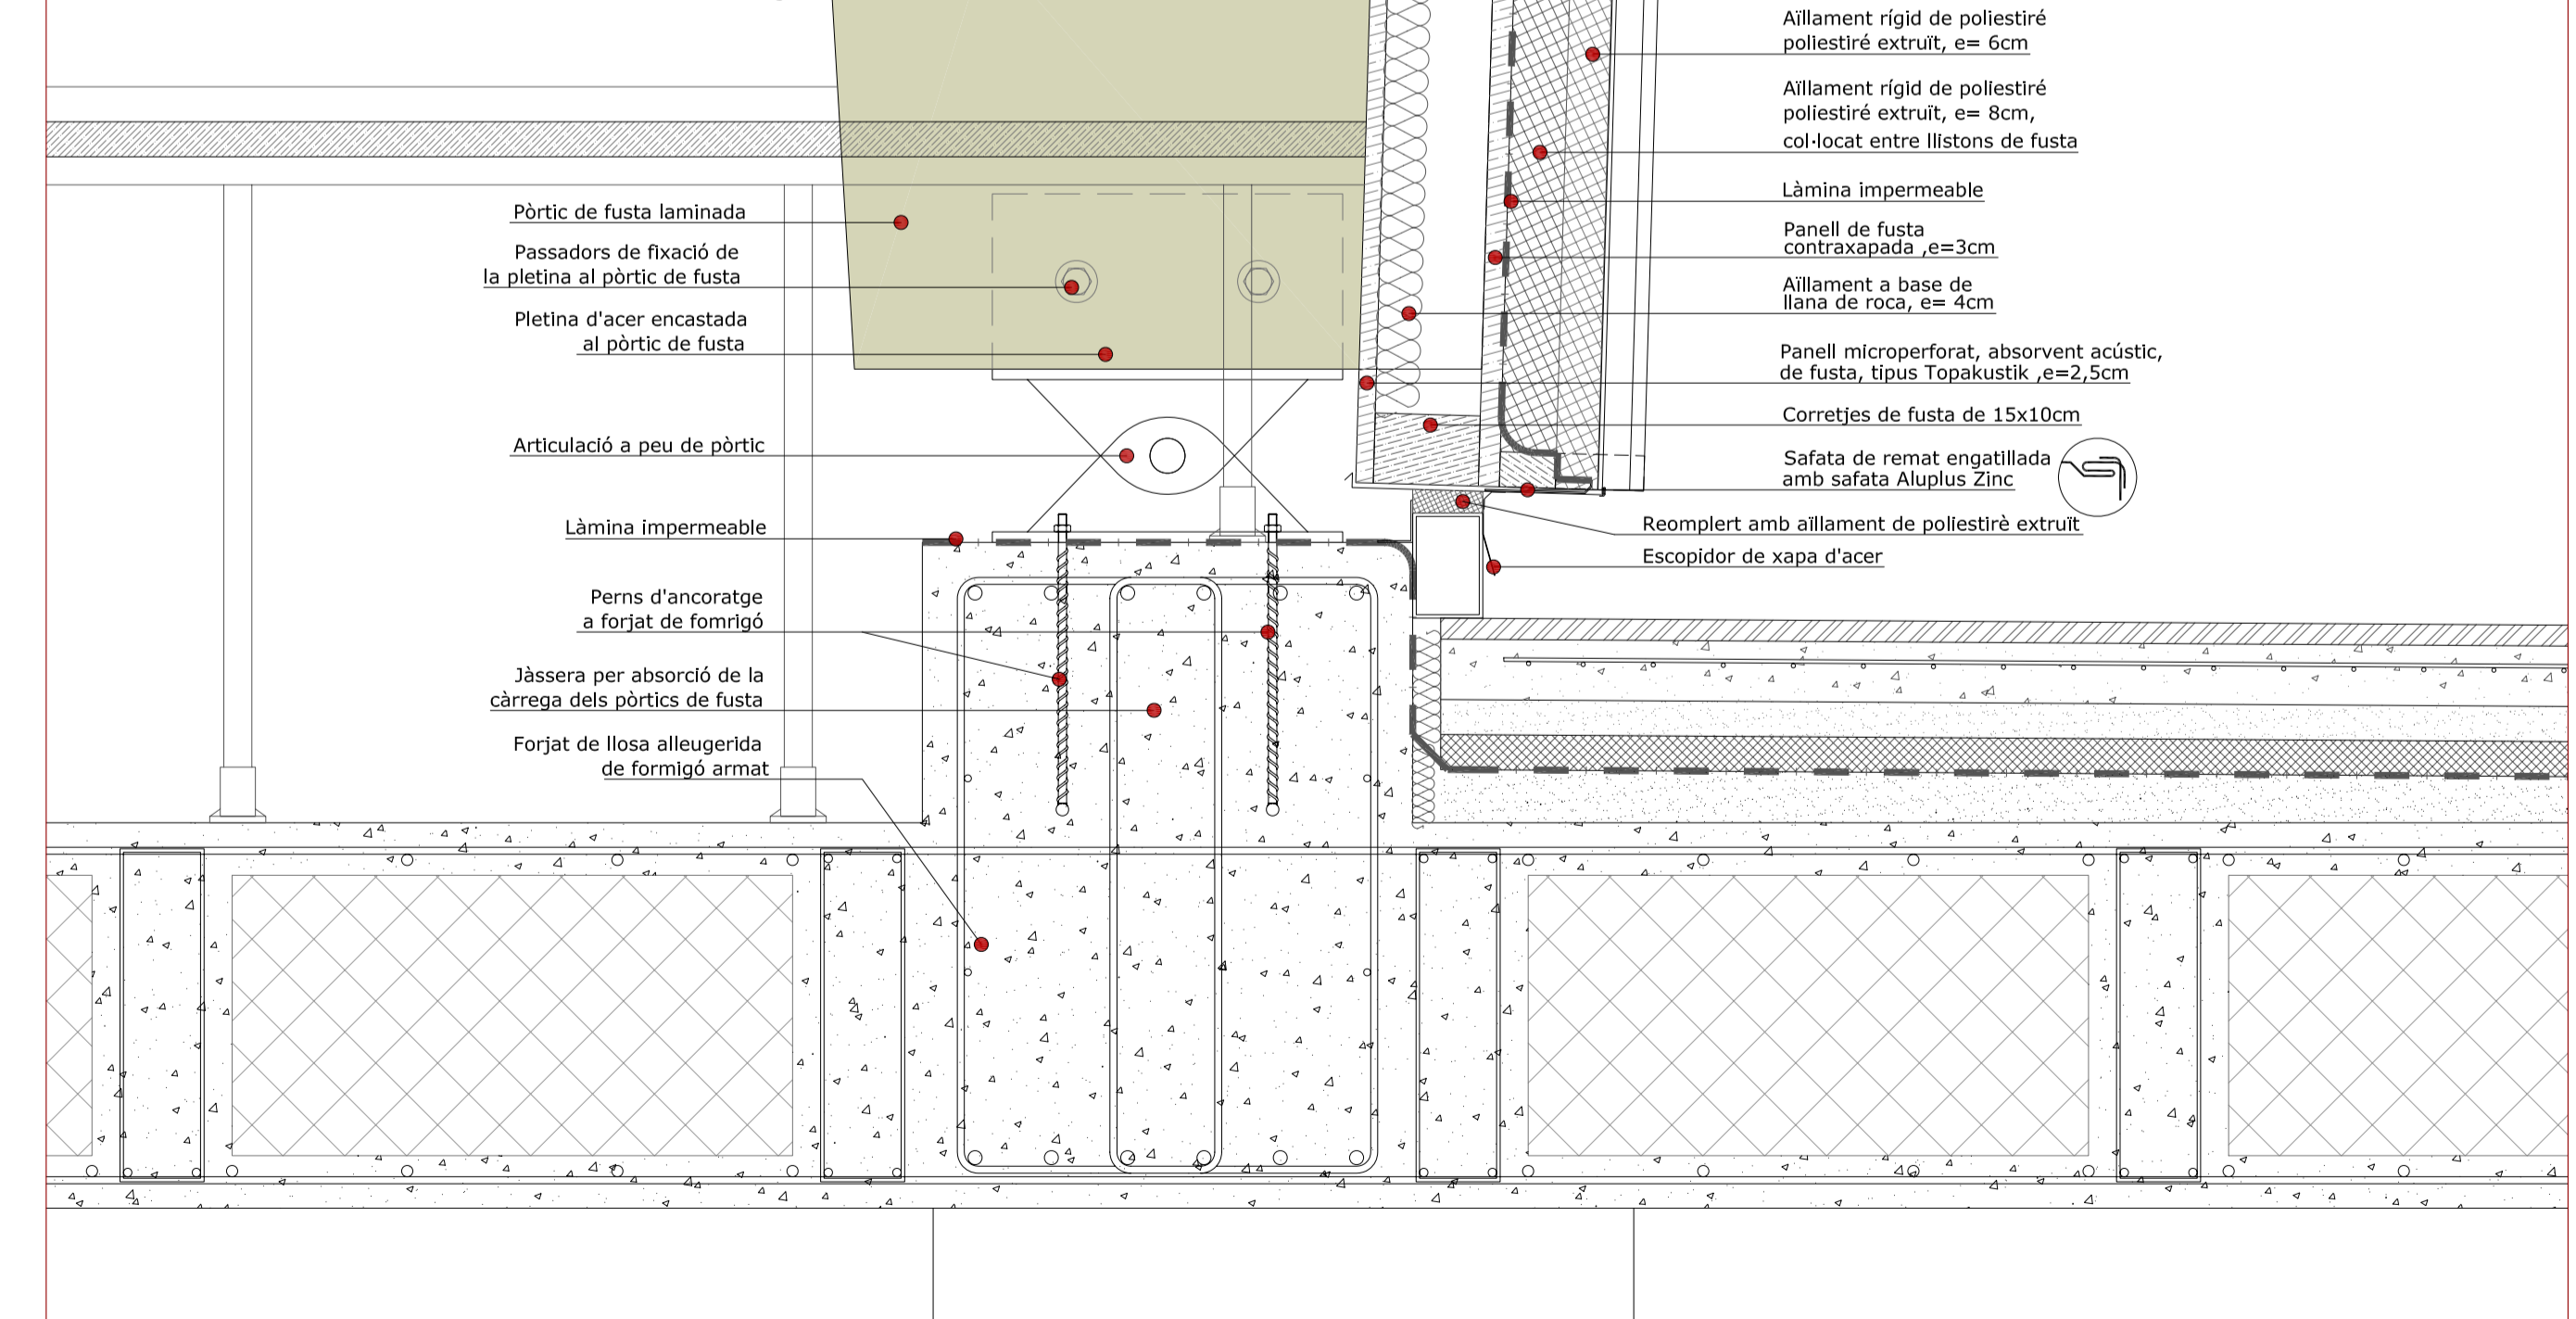 Pòrtic de fusta laminada
Passadors de fixació de
la pletina al pòrtic de fusta
Pletina d'acer encastada
al pòrtic de fusta
Articulació a peu de pòrtic
Làmina impermeable
Perns d'ancoratge
a forjat de fomrigó
Jàssera per absorció de la
càrrega dels pòrtics de fusta
Forjat de llosa alleugerida
de formigó armat
Aïllament rígid de poliestiré
poliestiré extruït, e= 6cm
Aïllament rígid de poliestiré
poliestiré extruït, e= 8cm,
col·locat entre llistons de fusta
Làmina impermeable
Panell de fusta
contraxapada ,e=3cm
Aïllament a base de
llana de roca, e= 4cm
Panell microperforat, absorvent acústic,
de fusta, tipus Topakustik ,e=2,5cm
Corretjes de fusta de 15x10cm
Safata de remat engatillada
amb safata Aluplus Zinc
Reomplert amb aïllament de poliestirè extruït
Escopidor de xapa d'acer